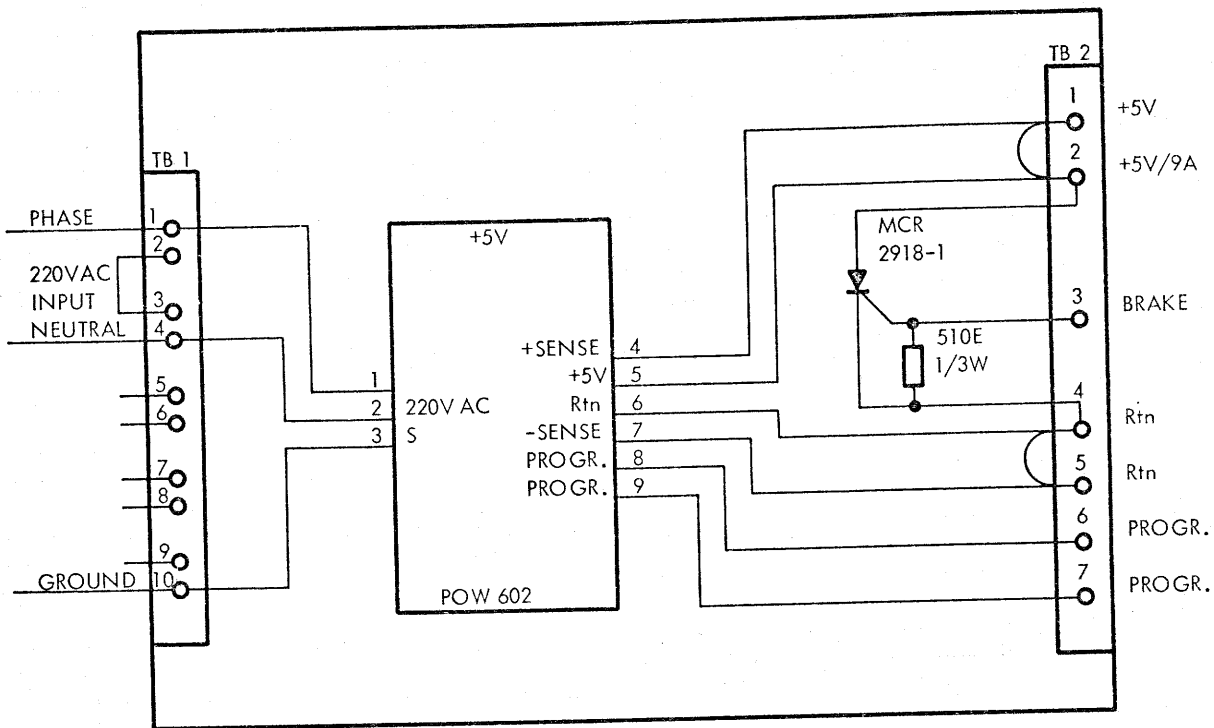 TB 1
PHASE
1
2
220VAC
INPUT
3
NEUTRAL
4
5
6
7
8
9
GROUND
10
+5V
1
2
3
220V AC
S
+SENSE 4
+5V 5
Rtn 6
-SENSE 7
PROGR. 8
PROGR. 9
POW 602
MCR
2918-1
510E
1/3W
TB 2
1 +5V
2 +5V/9A
3 BRAKE
4 Rtn
5 Rtn
6 PROGR.
7 PROGR.